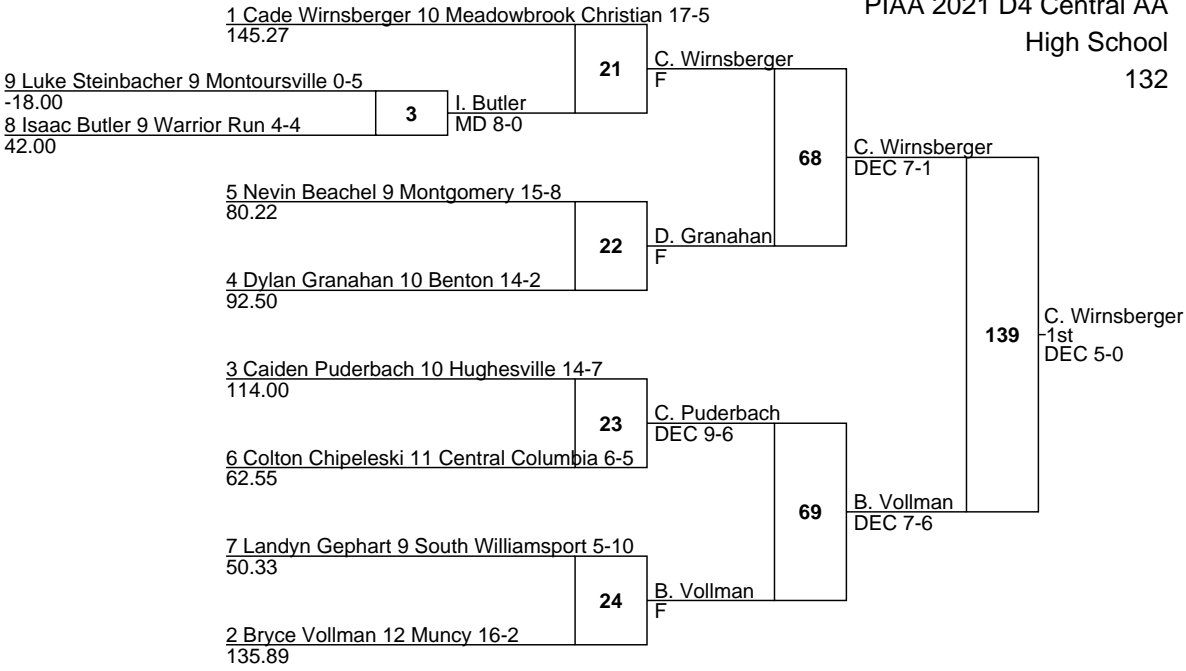 PIAA 2021 D4 Central AA
High School
132
1 Cade Wirnsberger 10 Meadowbrook Christian 17-5
145.27
21
C. Wirnsberger
F
9 Luke Steinbacher 9 Montoursville 0-5
-18.00
3
I. Butler
MD 8-0
8 Isaac Butler 9 Warrior Run 4-4
42.00
68
C. Wirnsberger
DEC 7-1
5 Nevin Beachel 9 Montgomery 15-8
80.22
22
D. Granahan
F
4 Dylan Granahan 10 Benton 14-2
92.50
139
C. Wirnsberger
1st
DEC 5-0
3 Caiden Puderbach 10 Hughesville 14-7
114.00
23
C. Puderbach
DEC 9-6
6 Colton Chipeleski 11 Central Columbia 6-5
62.55
69
B. Vollman
DEC 7-6
7 Landyn Gephart 9 South Williamsport 5-10
50.33
24
B. Vollman
F
2 Bryce Vollman 12 Muncy 16-2
135.89